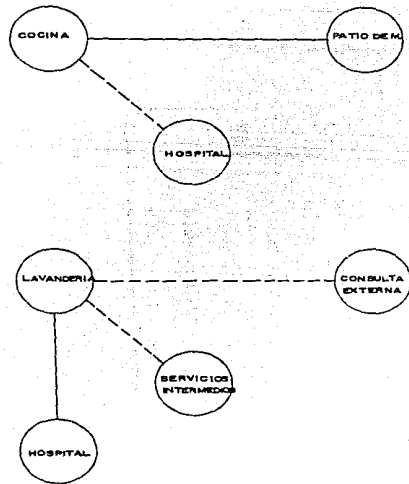 COCINA
PATIO DE M.
HOSPITAL
LAVANDERIA
CONSULTA
EXTERNA
SERVICIOS
INTERMEDIOS
HOSPITAL